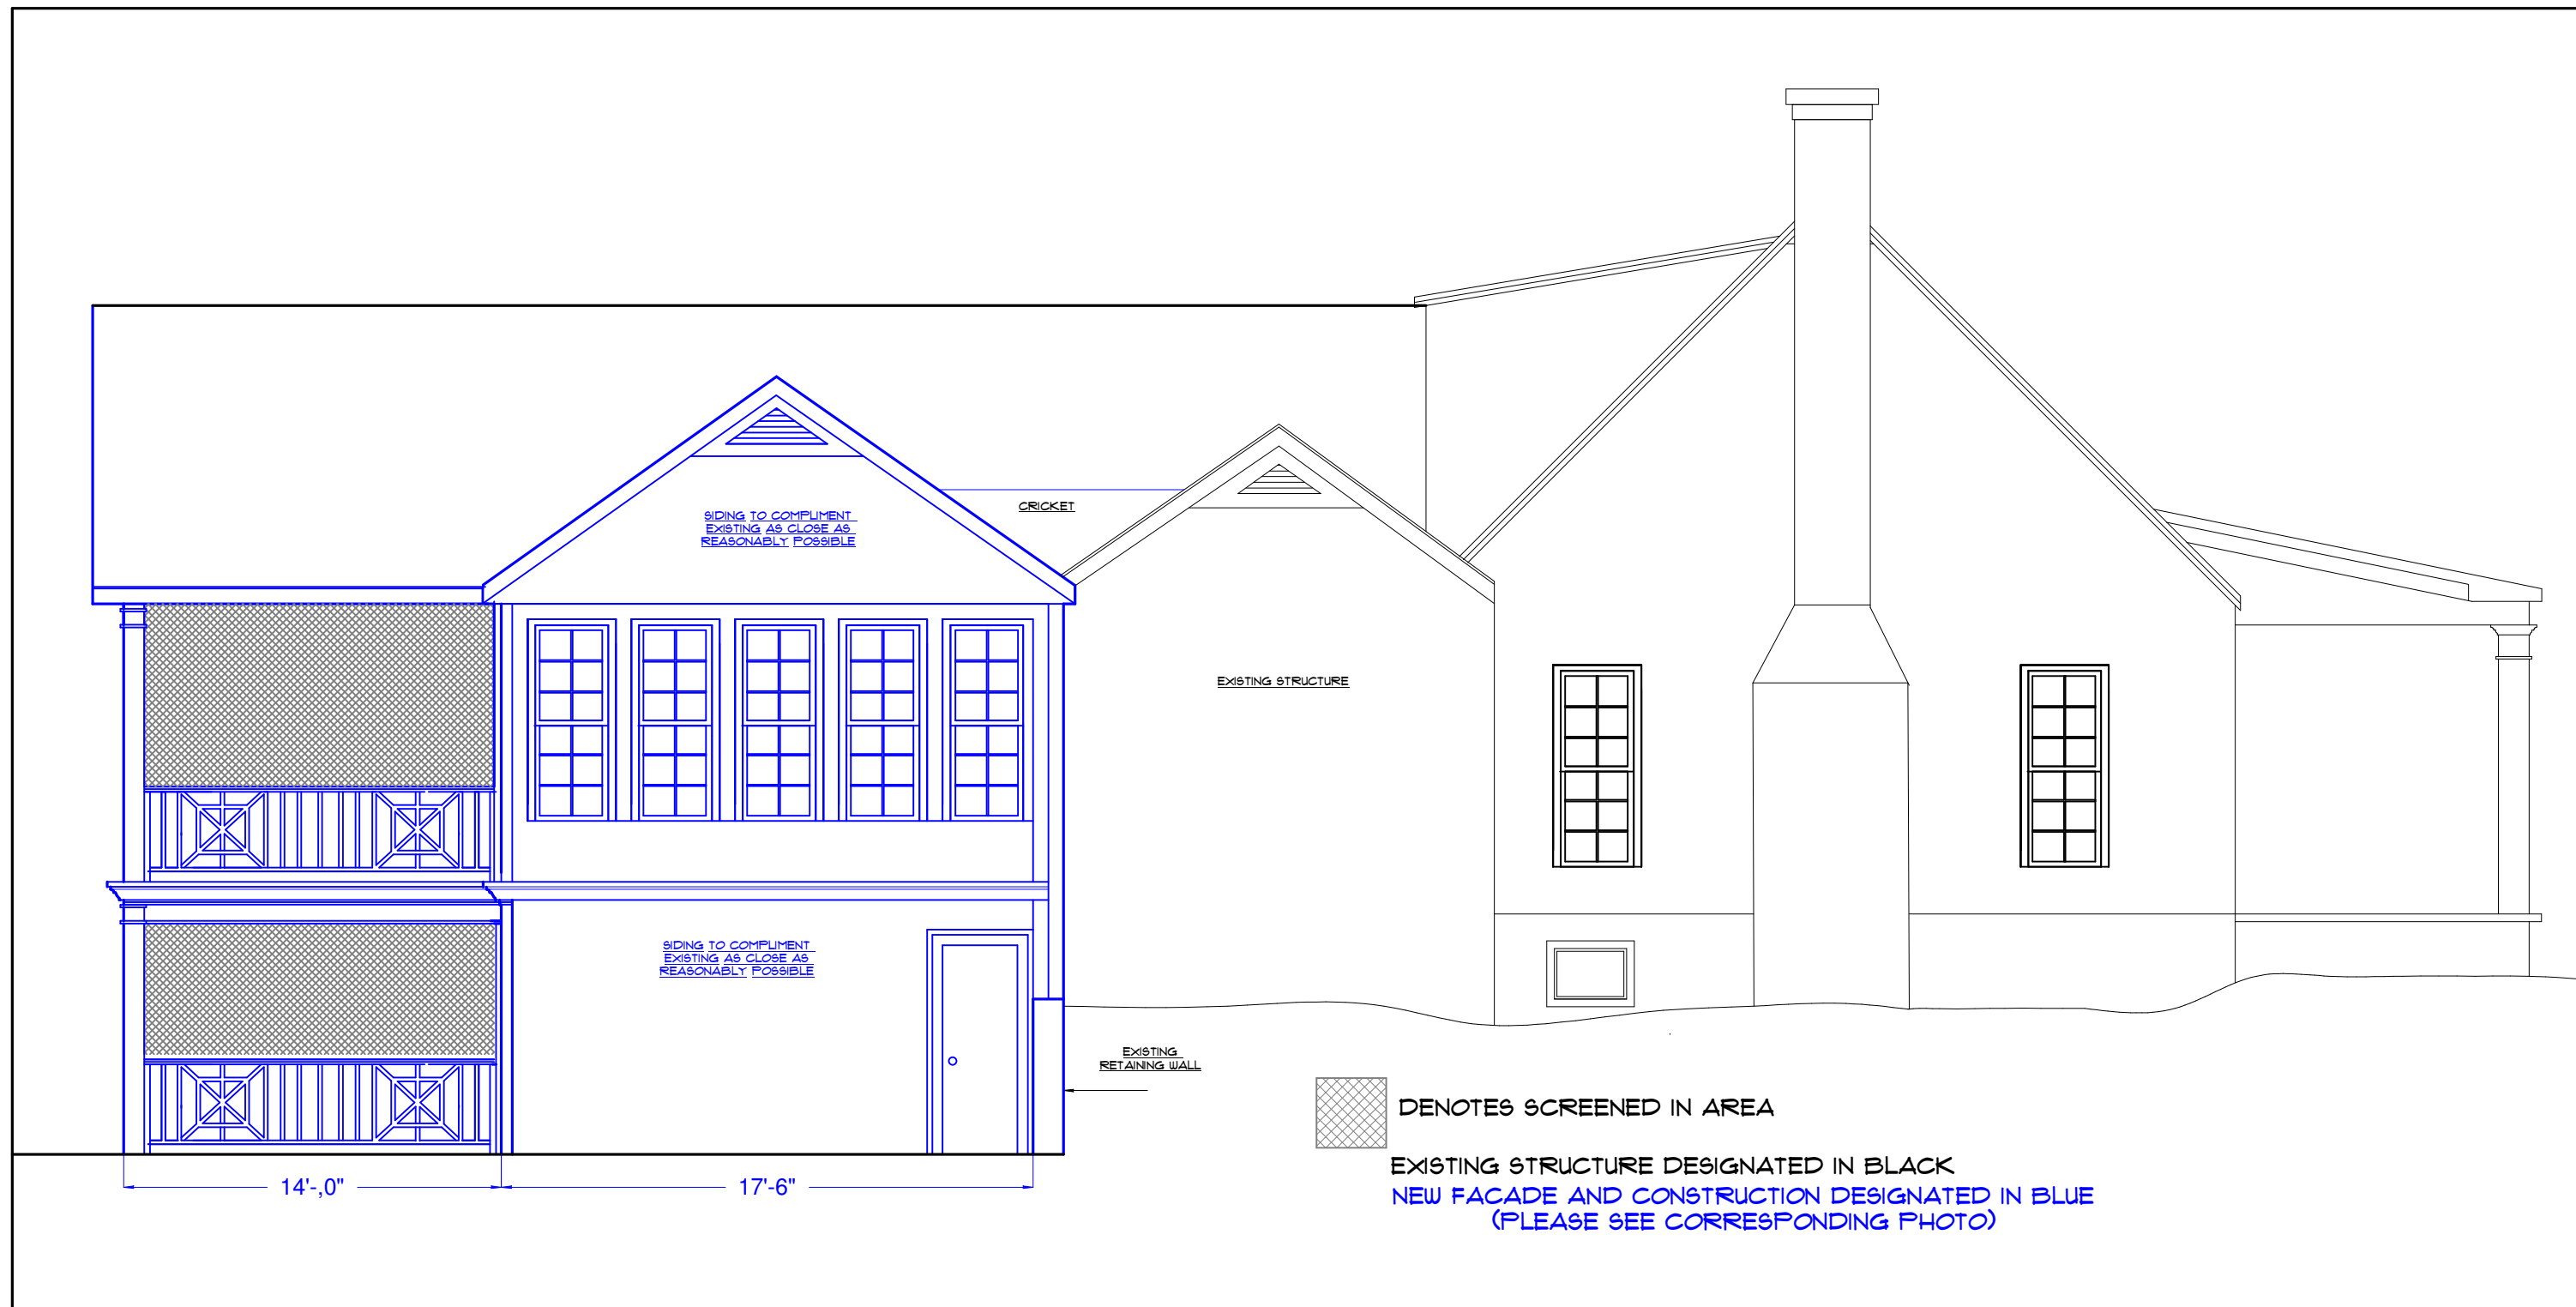 CRICKET
SIDING TO COMPLIMENT
EXISTING AS CLOSE AS
REASONABLY POSSIBLE
EXISTING STRUCTURE
SIDING TO COMPLIMENT
EXISTING AS CLOSE AS
REASONABLY POSSIBLE
EXISTING
RETAINING WALL
DENOTES SCREENED IN AREA
EXISTING STRUCTURE DESIGNATED IN BLACK
NEW FACADE AND CONSTRUCTION DESIGNATED IN BLUE
(PLEASE SEE CORRESPONDING PHOTO)
14'-,0"
17'-6"